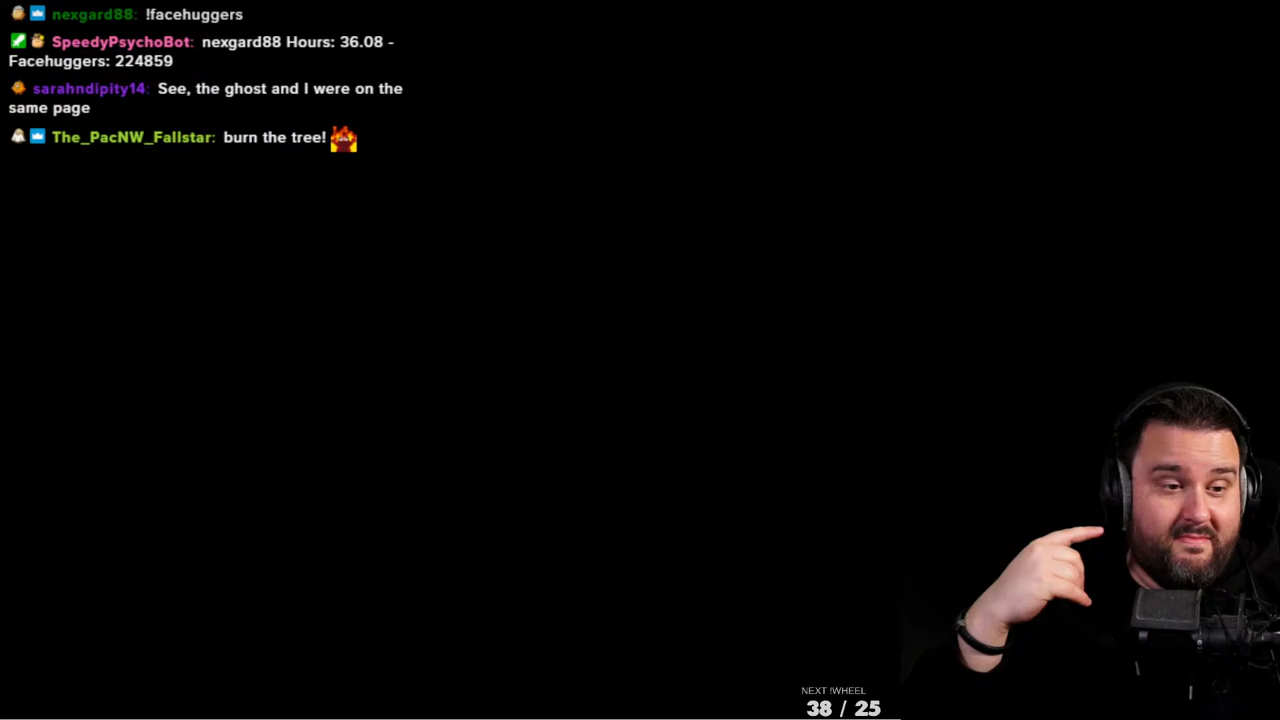 nexgard88: !facehuggers
SpeedyPsychoBot: nexgard88 Hours: 36.08 -
Facehuggers: 224859
sarahndipity14: See, the ghost and I were on the
same page
The_PacNW_Fallstar: burn the tree!
NEXT !WHEEL
38 / 25